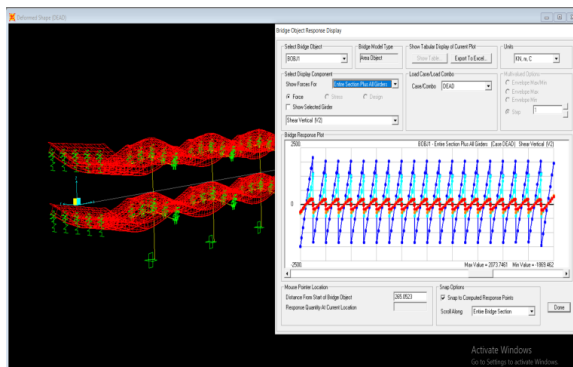 Deformed Shape (DEAD)
Bridge Object Response Display
Select Bridge Object
BOBJ1
Bridge Model Type
Area Object
Show Tabular Display of Current Plot
Show Table...
Export To Excel...
Units
KN, m, C
Select Display Component
Show Forces For
Entire Section Plus All Girders
Force
Stress
Design
Show Selected Girder
Shear Vertical (V2)
Load Case/Load Combo
Case/Combo
DEAD
Multivalued Options
Envelope Max/Min
Envelope Max
Envelope Min
Step
1
Bridge Response Plot
2500
BOBJ1 - Entire Section Plus All Girders (Case DEAD) Shear Vertical (V2)
0
-2500
Max Value = 2073.7461 Min Value = -1869.462
Mouse Pointer Location
Distance From Start of Bridge Object
Response Quantity At Current Location
Snap Options
Snap to Computed Response Points
Scroll Along
Entire Bridge Section
Done
Activate Windows
Go to Settings to activate Windows.